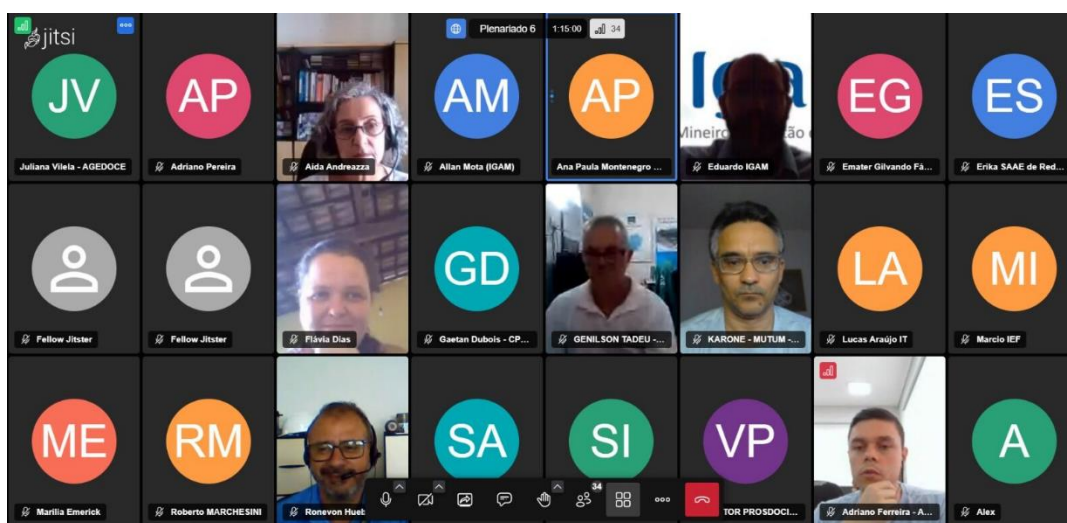 jitsi
Plenariado 6 1:15:00 34
JV
AP
AM
AP
Iga
Mineiro
EG
ES
Juliana Vilela - AGEDOCE
Adriano Pereira
Aida Andreazza
Allan Mota (IGAM)
Ana Paula Montenegro ...
Eduardo IGAM
Emater Gilvando Fá...
Erika SAAE de Red...
GD
LA
MI
Fellow Jitster
Fellow Jitster
Flávia Dias
Gaetan Dubois - CP...
GENILSON TADEU -...
KARONE - MUTUM -...
Lucas Araújo IT
Marcio IEF
ME
RM
SA
SI
VP
A
34
Marilia Emerick
Roberto MARCHESINI
Ronevon Hueb
TOR PROSDOCI...
Adriano Ferreira - A...
Alex